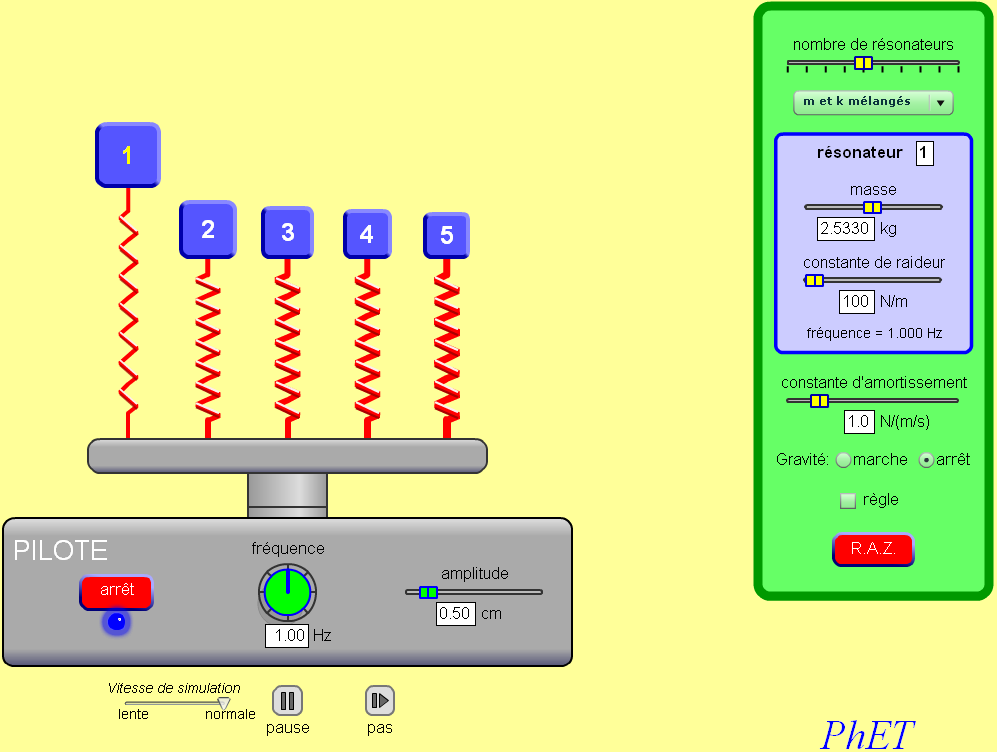 nombre de résonateurs
m et k mélangés
résonateur 1
masse
2.5330 kg
constante de raideur
100 N/m
fréquence = 1.000 Hz
constante d'amortissement
1.0 N/(m/s)
Gravité: marche arrêt
règle
R.A.Z.
1
2
3
4
5
PILOTE
arrêt
fréquence
1.00 Hz
amplitude
0.50 cm
Vitesse de simulation
lente normale
pause
pas
PhET